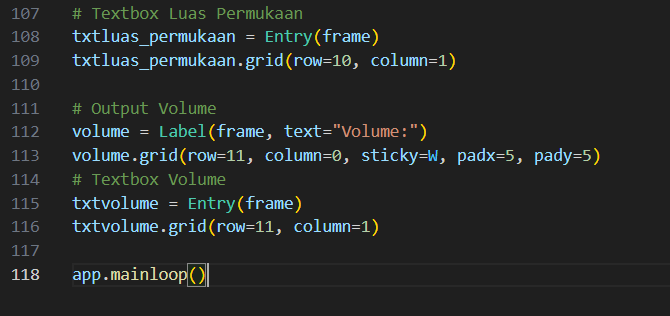 107 # Textbox Luas Permukaan
108 txtluas_permukaan = Entry(frame)
109 txtluas_permukaan.grid(row=10, column=1)
110
111 # Output Volume
112 volume = Label(frame, text="Volume:")
113 volume.grid(row=11, column=0, sticky=W, padx=5, pady=5)
114 # Textbox Volume
115 txtvolume = Entry(frame)
116 txtvolume.grid(row=11, column=1)
117
118 app.mainloop()